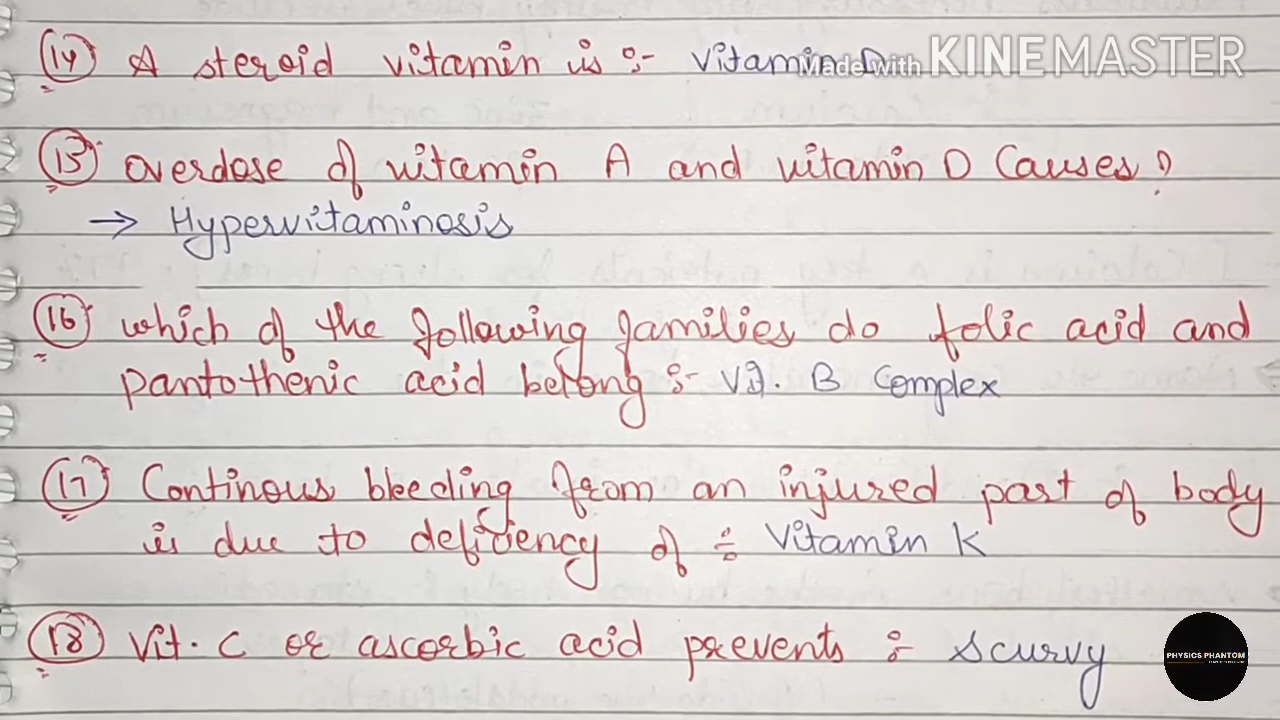 (14) A steroid vitamin is :- Vitamin D
Made with KINEMASTER
(15) Overdose of vitamin A and vitamin D Causes?
→ Hypervitaminosis
(16) which of the following families do folic acid and
pantothenic acid belong :- Vit. B Complex
(17) Continous bleeding from an injured part of body
is due to deficiency of :- Vitamin K
(18) Vit. C or ascorbic acid prevents :- Scurvy
PHYSICS PHANTOM